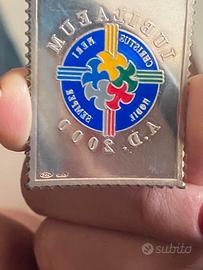 IUBILAEUM
CHRISTUS
HERI
HODIE
SEMPER
A.D. 2000
subito